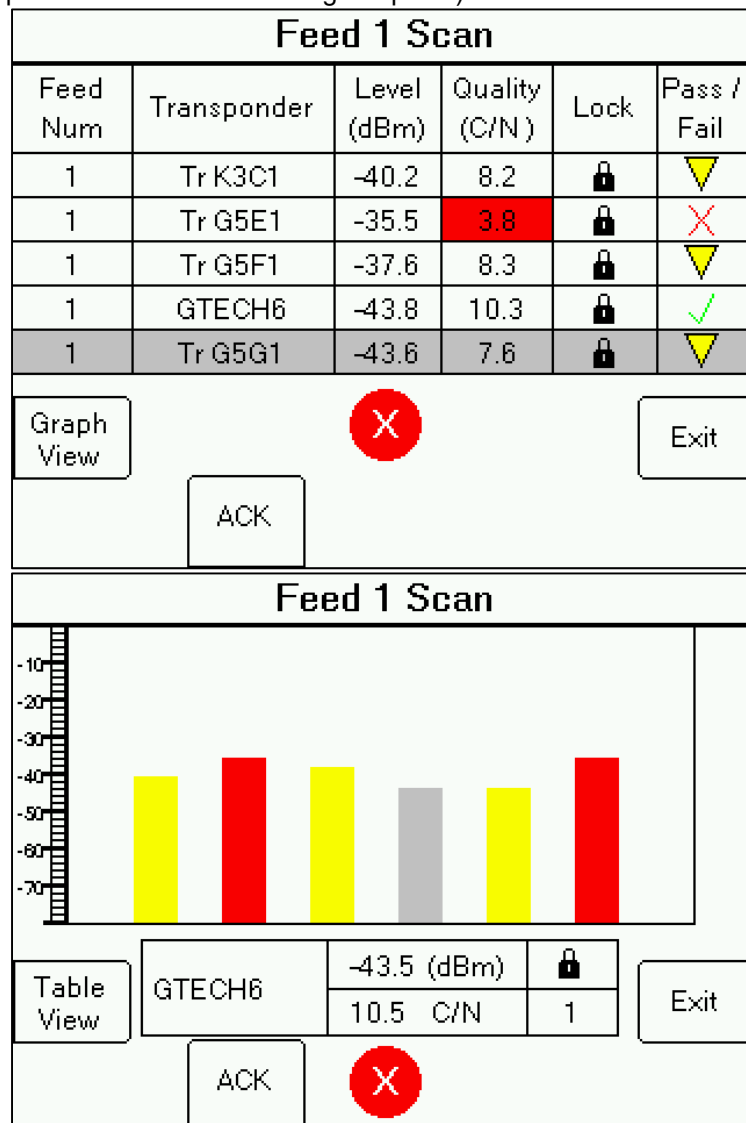 Feed 1 Scan
Feed Num Transponder Level (dBm) Quality (C/N) Lock Pass / Fail
1 Tr K3C1 -40.2 8.2
1 Tr G5E1 -35.5 3.8
1 Tr G5F1 -37.6 8.3
1 GTECH6 -43.8 10.3
1 Tr G5G1 -43.6 7.6
Graph View
X
Exit
ACK
Feed 1 Scan
-10
-20
-30
-40
-50
-60
-70
Table View
GTECH6
-43.5 (dBm)
10.5 C/N 1
Exit
ACK
X